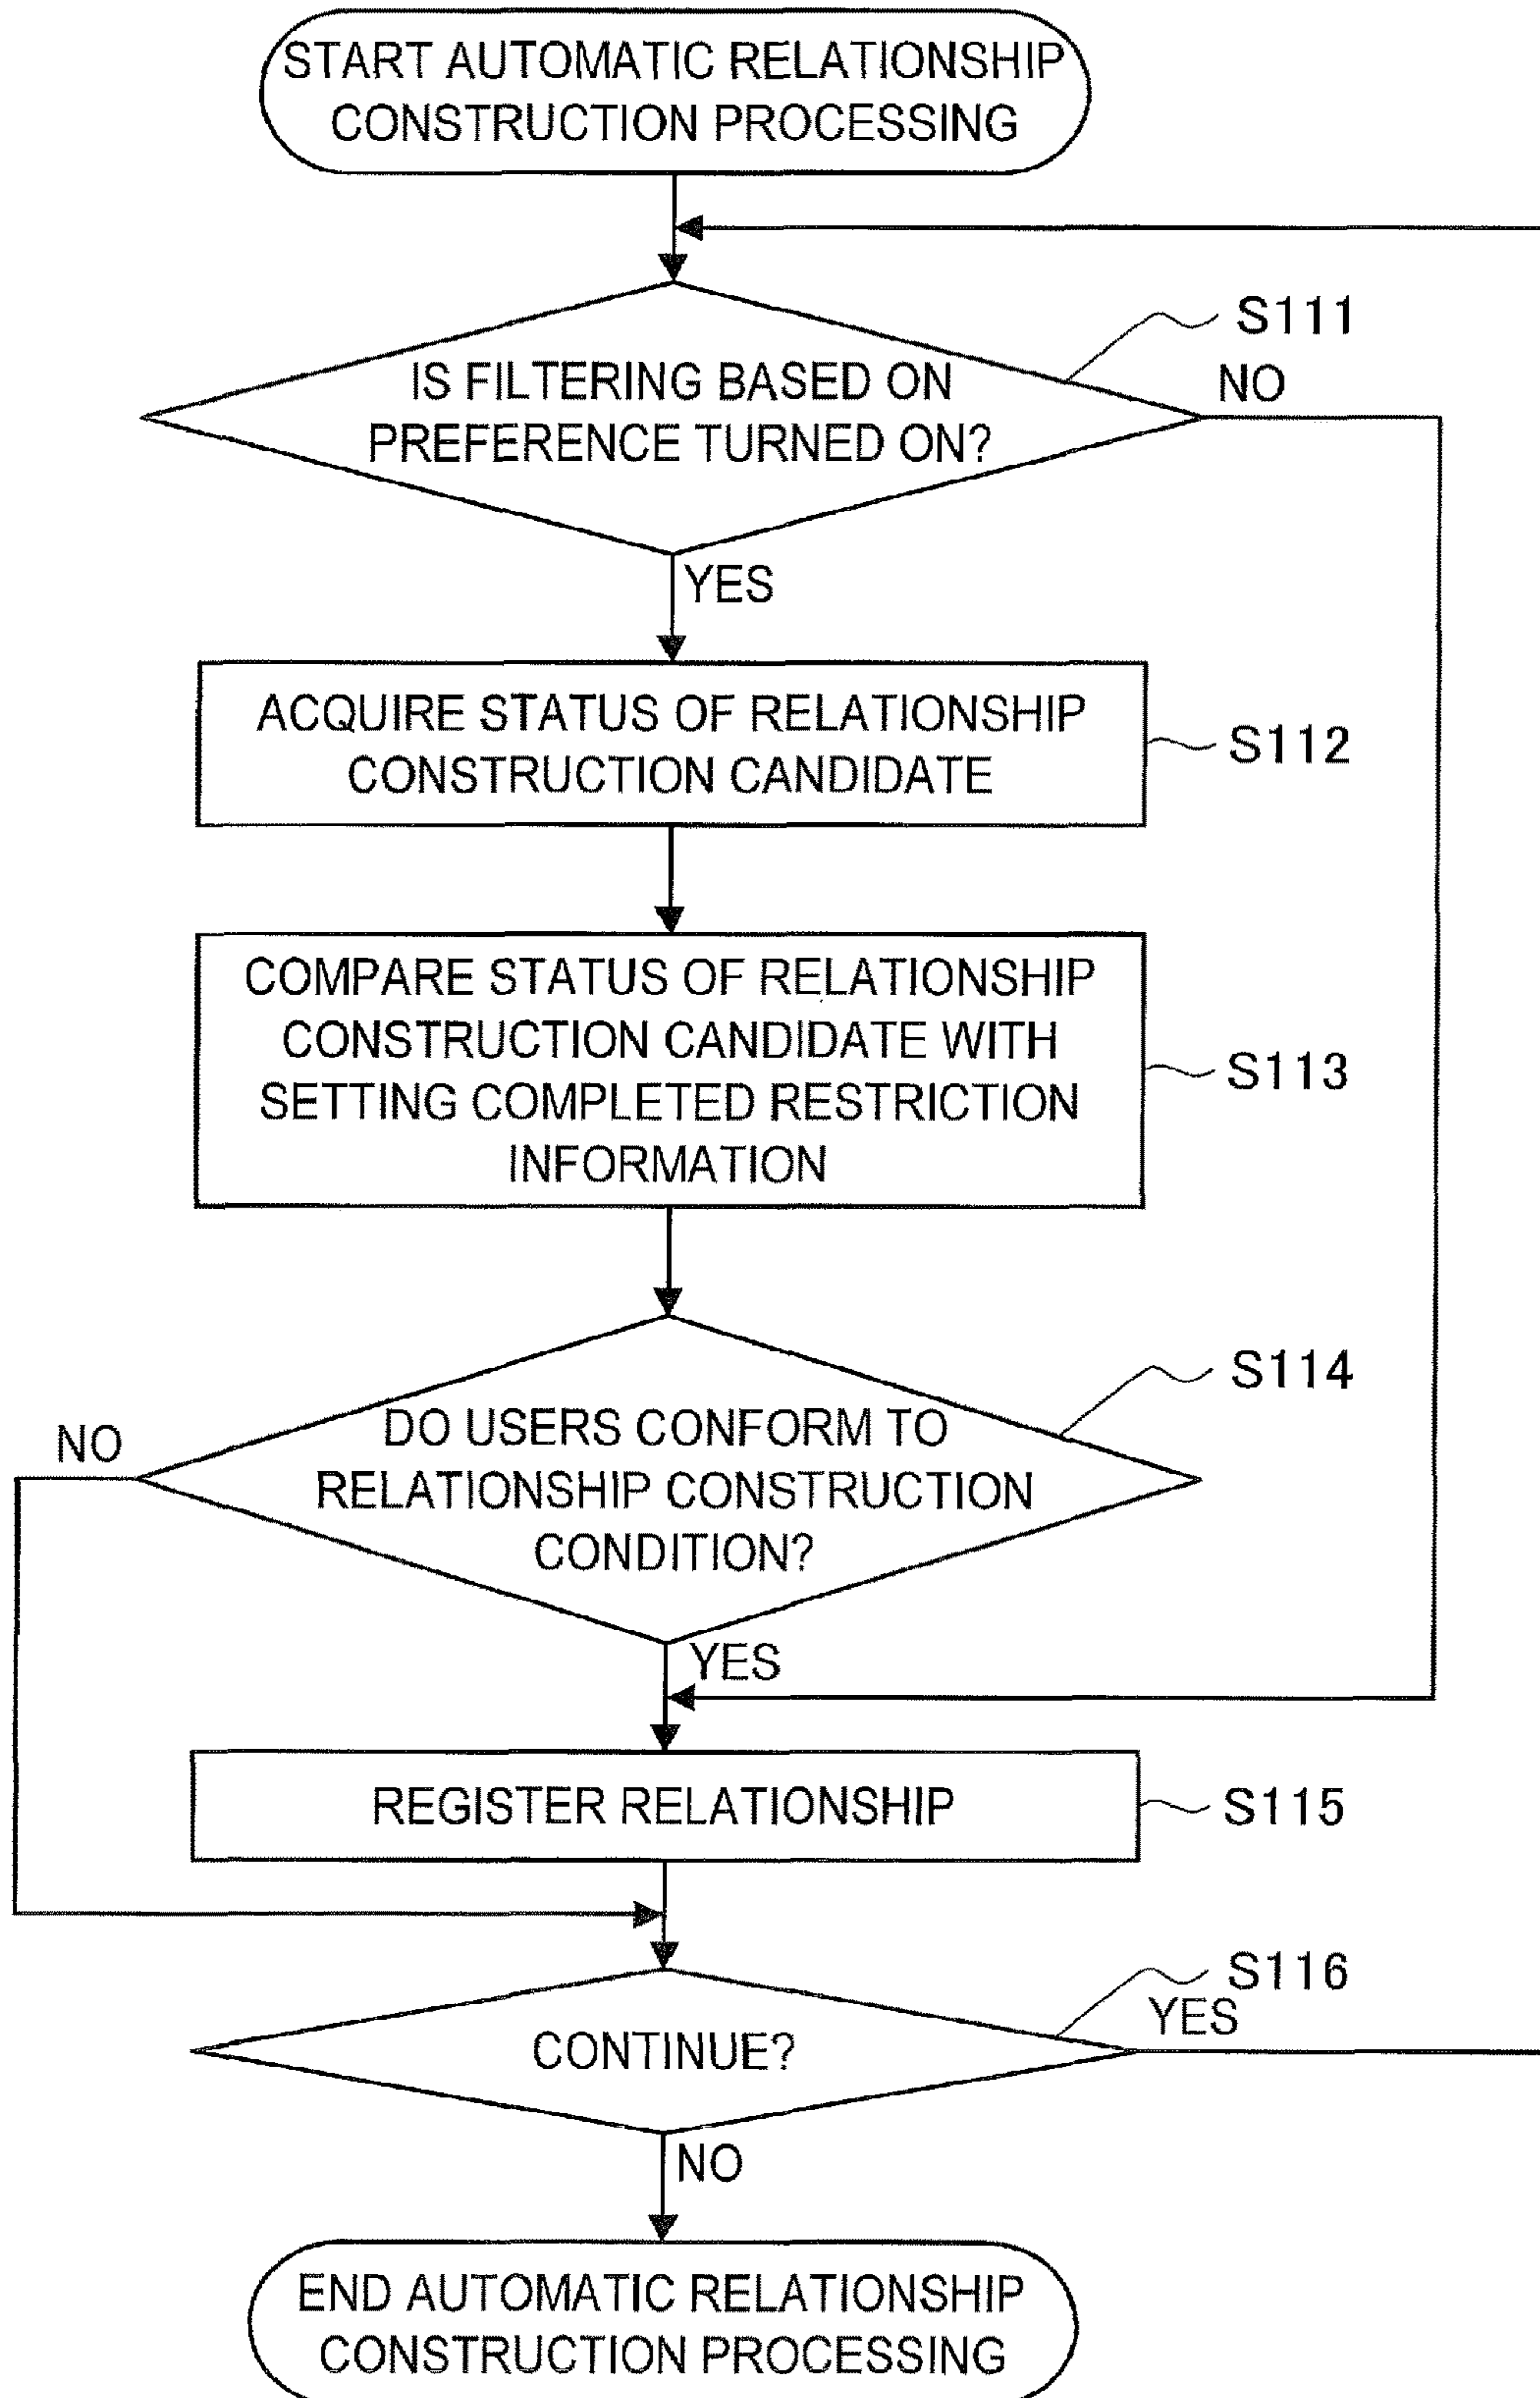 START AUTOMATIC RELATIONSHIP
CONSTRUCTION PROCESSING
S111
IS FILTERING BASED ON
PREFERENCE TURNED ON?
NO
YES
ACQUIRE STATUS OF RELATIONSHIP
CONSTRUCTION CANDIDATE
S112
COMPARE STATUS OF RELATIONSHIP
CONSTRUCTION CANDIDATE WITH
SETTING COMPLETED RESTRICTION
INFORMATION
S113
S114
NO
DO USERS CONFORM TO
RELATIONSHIP CONSTRUCTION
CONDITION?
YES
REGISTER RELATIONSHIP
S115
S116
YES
CONTINUE?
NO
END AUTOMATIC RELATIONSHIP
CONSTRUCTION PROCESSING